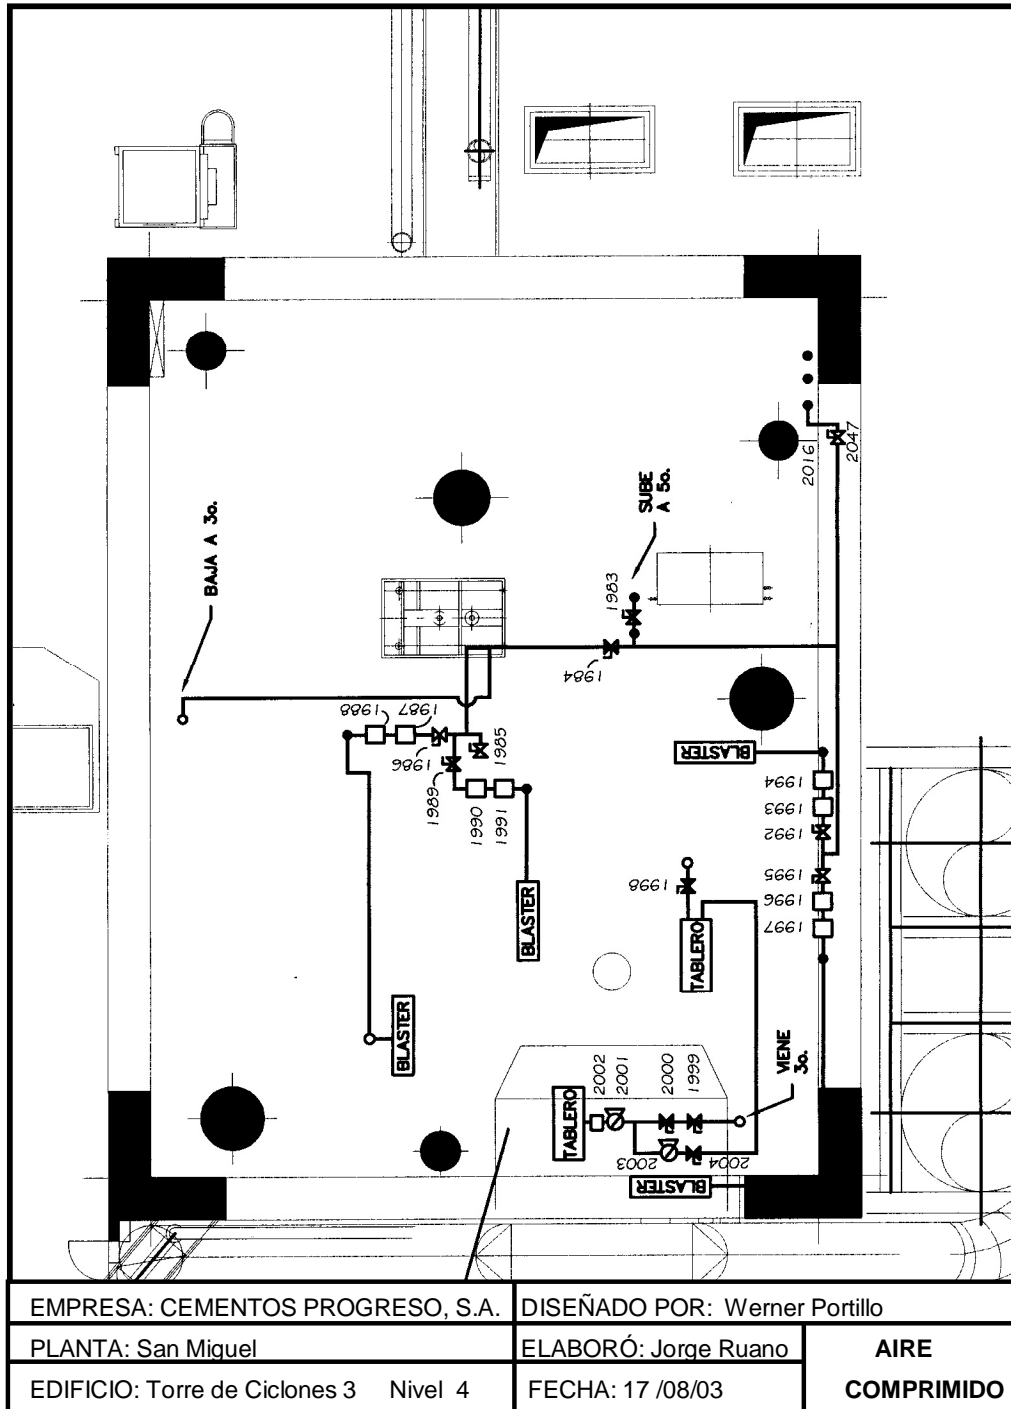 2016
2047
SUBE
A 5o.
BAJA A 3o.
1983
1984
1988
1987
1986
1985
1989
1990
1991
BLASTER
1994
1993
1992
1995
1996
1997
1998
BLASTER
TABLERO
BLASTER
VIENE
3o.
2002
2001
2000
1999
TABLERO
2003
2004
BLASTER
EMPRESA: CEMENTOS PROGRESO, S.A.
DISEÑADO POR: Werner Portillo
PLANTA: San Miguel
ELABORÓ: Jorge Ruano
AIRE
EDIFICIO: Torre de Ciclones 3 Nivel 4
FECHA: 17 /08/03
COMPRIMIDO